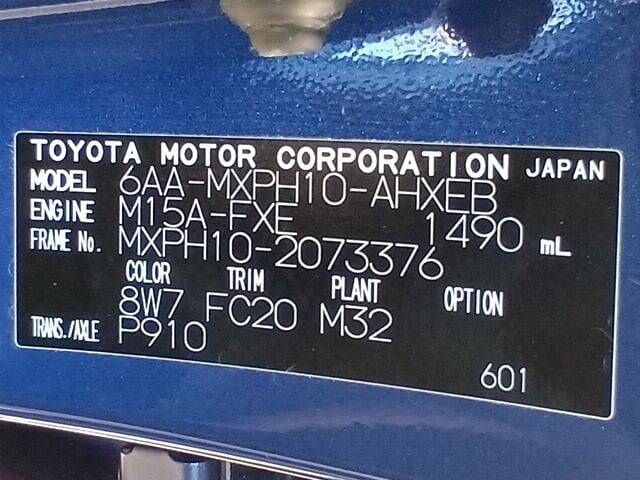 TOYOTA MOTOR CORPORATION JAPAN
MODEL 6AA-MXPH10-AHXEB
ENGINE M15A-FXE 1490 mL
FRAME No. MXPH10-2073376
COLOR TRIM PLANT OPTION
8W7 FC20 M32
TRANS./AXLE P910
601